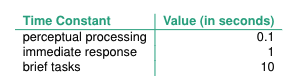 Time Constant Value (in seconds)
perceptual processing 0.1
immediate response 1
brief tasks 10